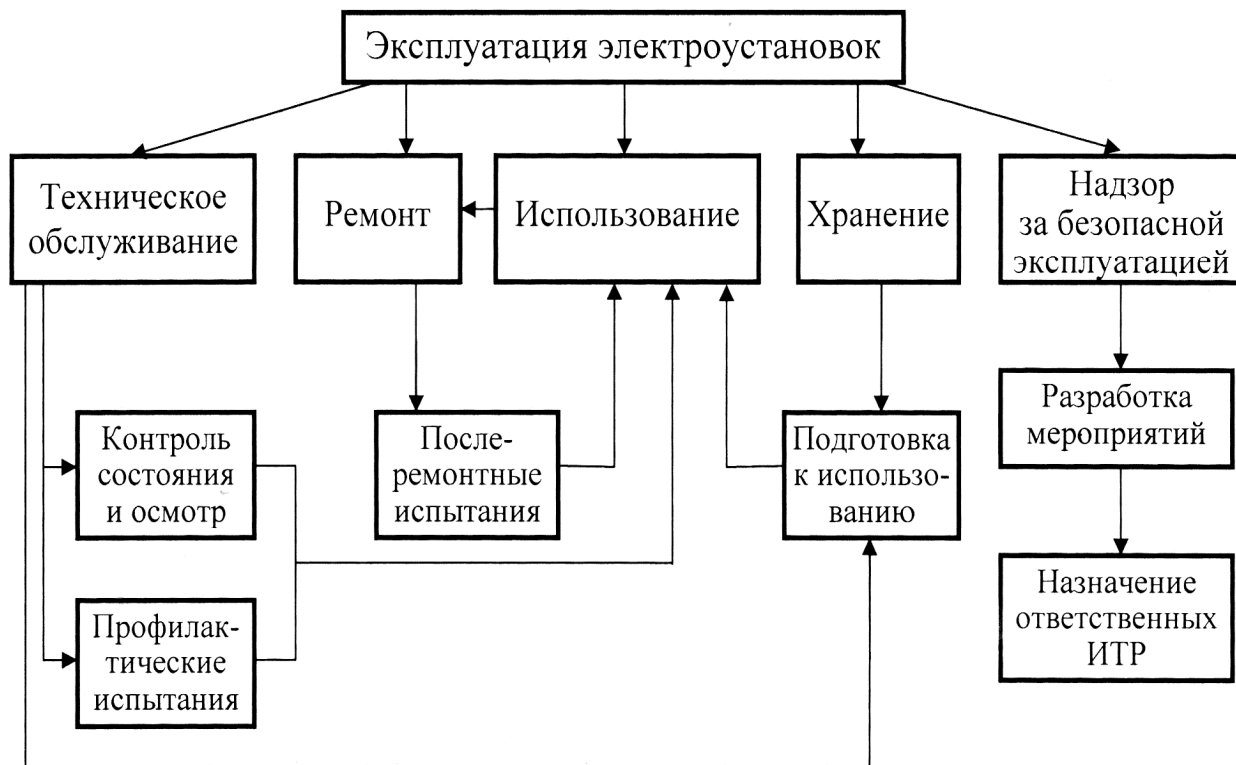 Эксплуатация электроустановок
Техническое
обслуживание
Ремонт
Использование
Хранение
Надзор
за безопасной
эксплуатацией
Контроль
состояния
и осмотр
После-
ремонтные
испытания
Подготовка
к использо-
ванию
Разработка
мероприятий
Профилак-
тические
испытания
Назначение
ответственных
ИТР